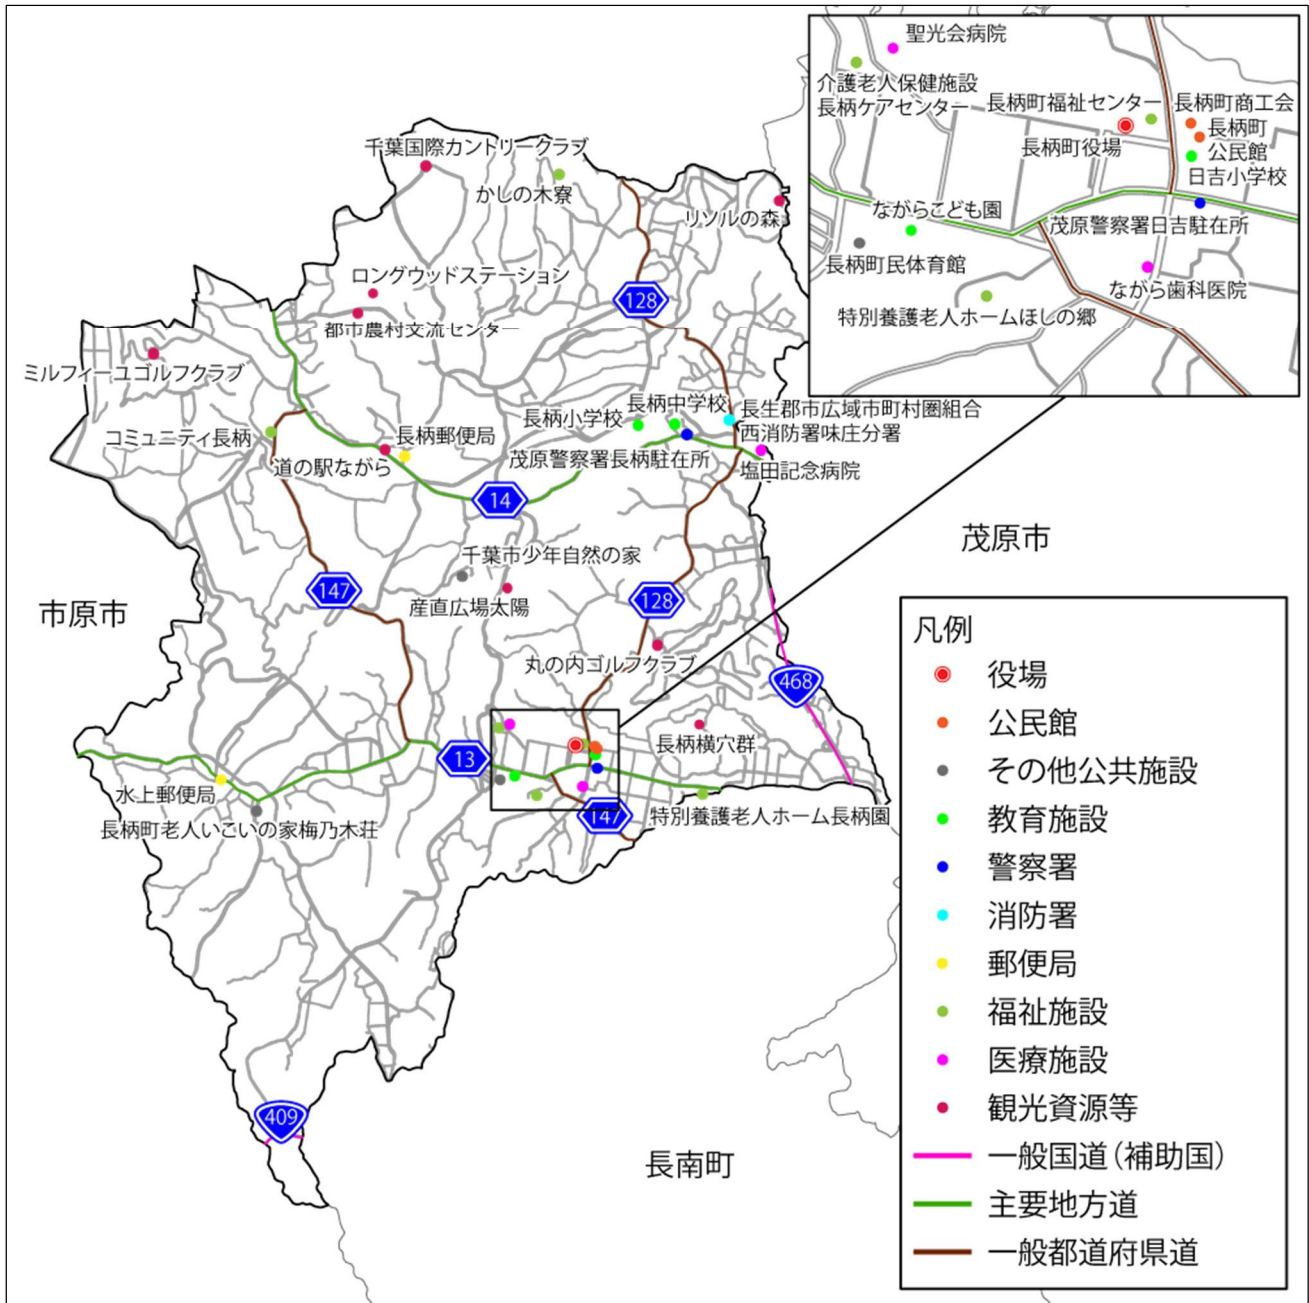 聖光会病院
介護老人保健施設
長柄ケアセンター
長柄町福祉センター
長柄町商工会
長柄町役場
長柄町
公民館
日吉小学校
ながらこども園
茂原警察署日吉駐在所
長柄町民体育館
ながら歯科医院
特別養護老人ホームほしの郷
千葉国際カントリークラブ
かしの木寮
リソルの森
ロングウッドステーション
128
都市農村交流センター
ミルフィーユゴルフクラブ
長柄中学校
長柄小学校
長生郡市広域市町村圏組合
西消防署味庄分署
コミュニティ長柄
長柄郵便局
道の駅ながら
茂原警察署長柄駐在所
塩田記念病院
14
茂原市
千葉市少年自然の家
147
産直広場太陽
128
市原市
丸の内ゴルフクラブ
468
長柄横穴群
13
水上郵便局
長柄町老人いこいの家梅乃木荘
147
特別養護老人ホーム長柄園
409
長南町
凡例
役場
公民館
その他公共施設
教育施設
警察署
消防署
郵便局
福祉施設
医療施設
観光資源等
一般国道(補助国)
主要地方道
一般都道府県道